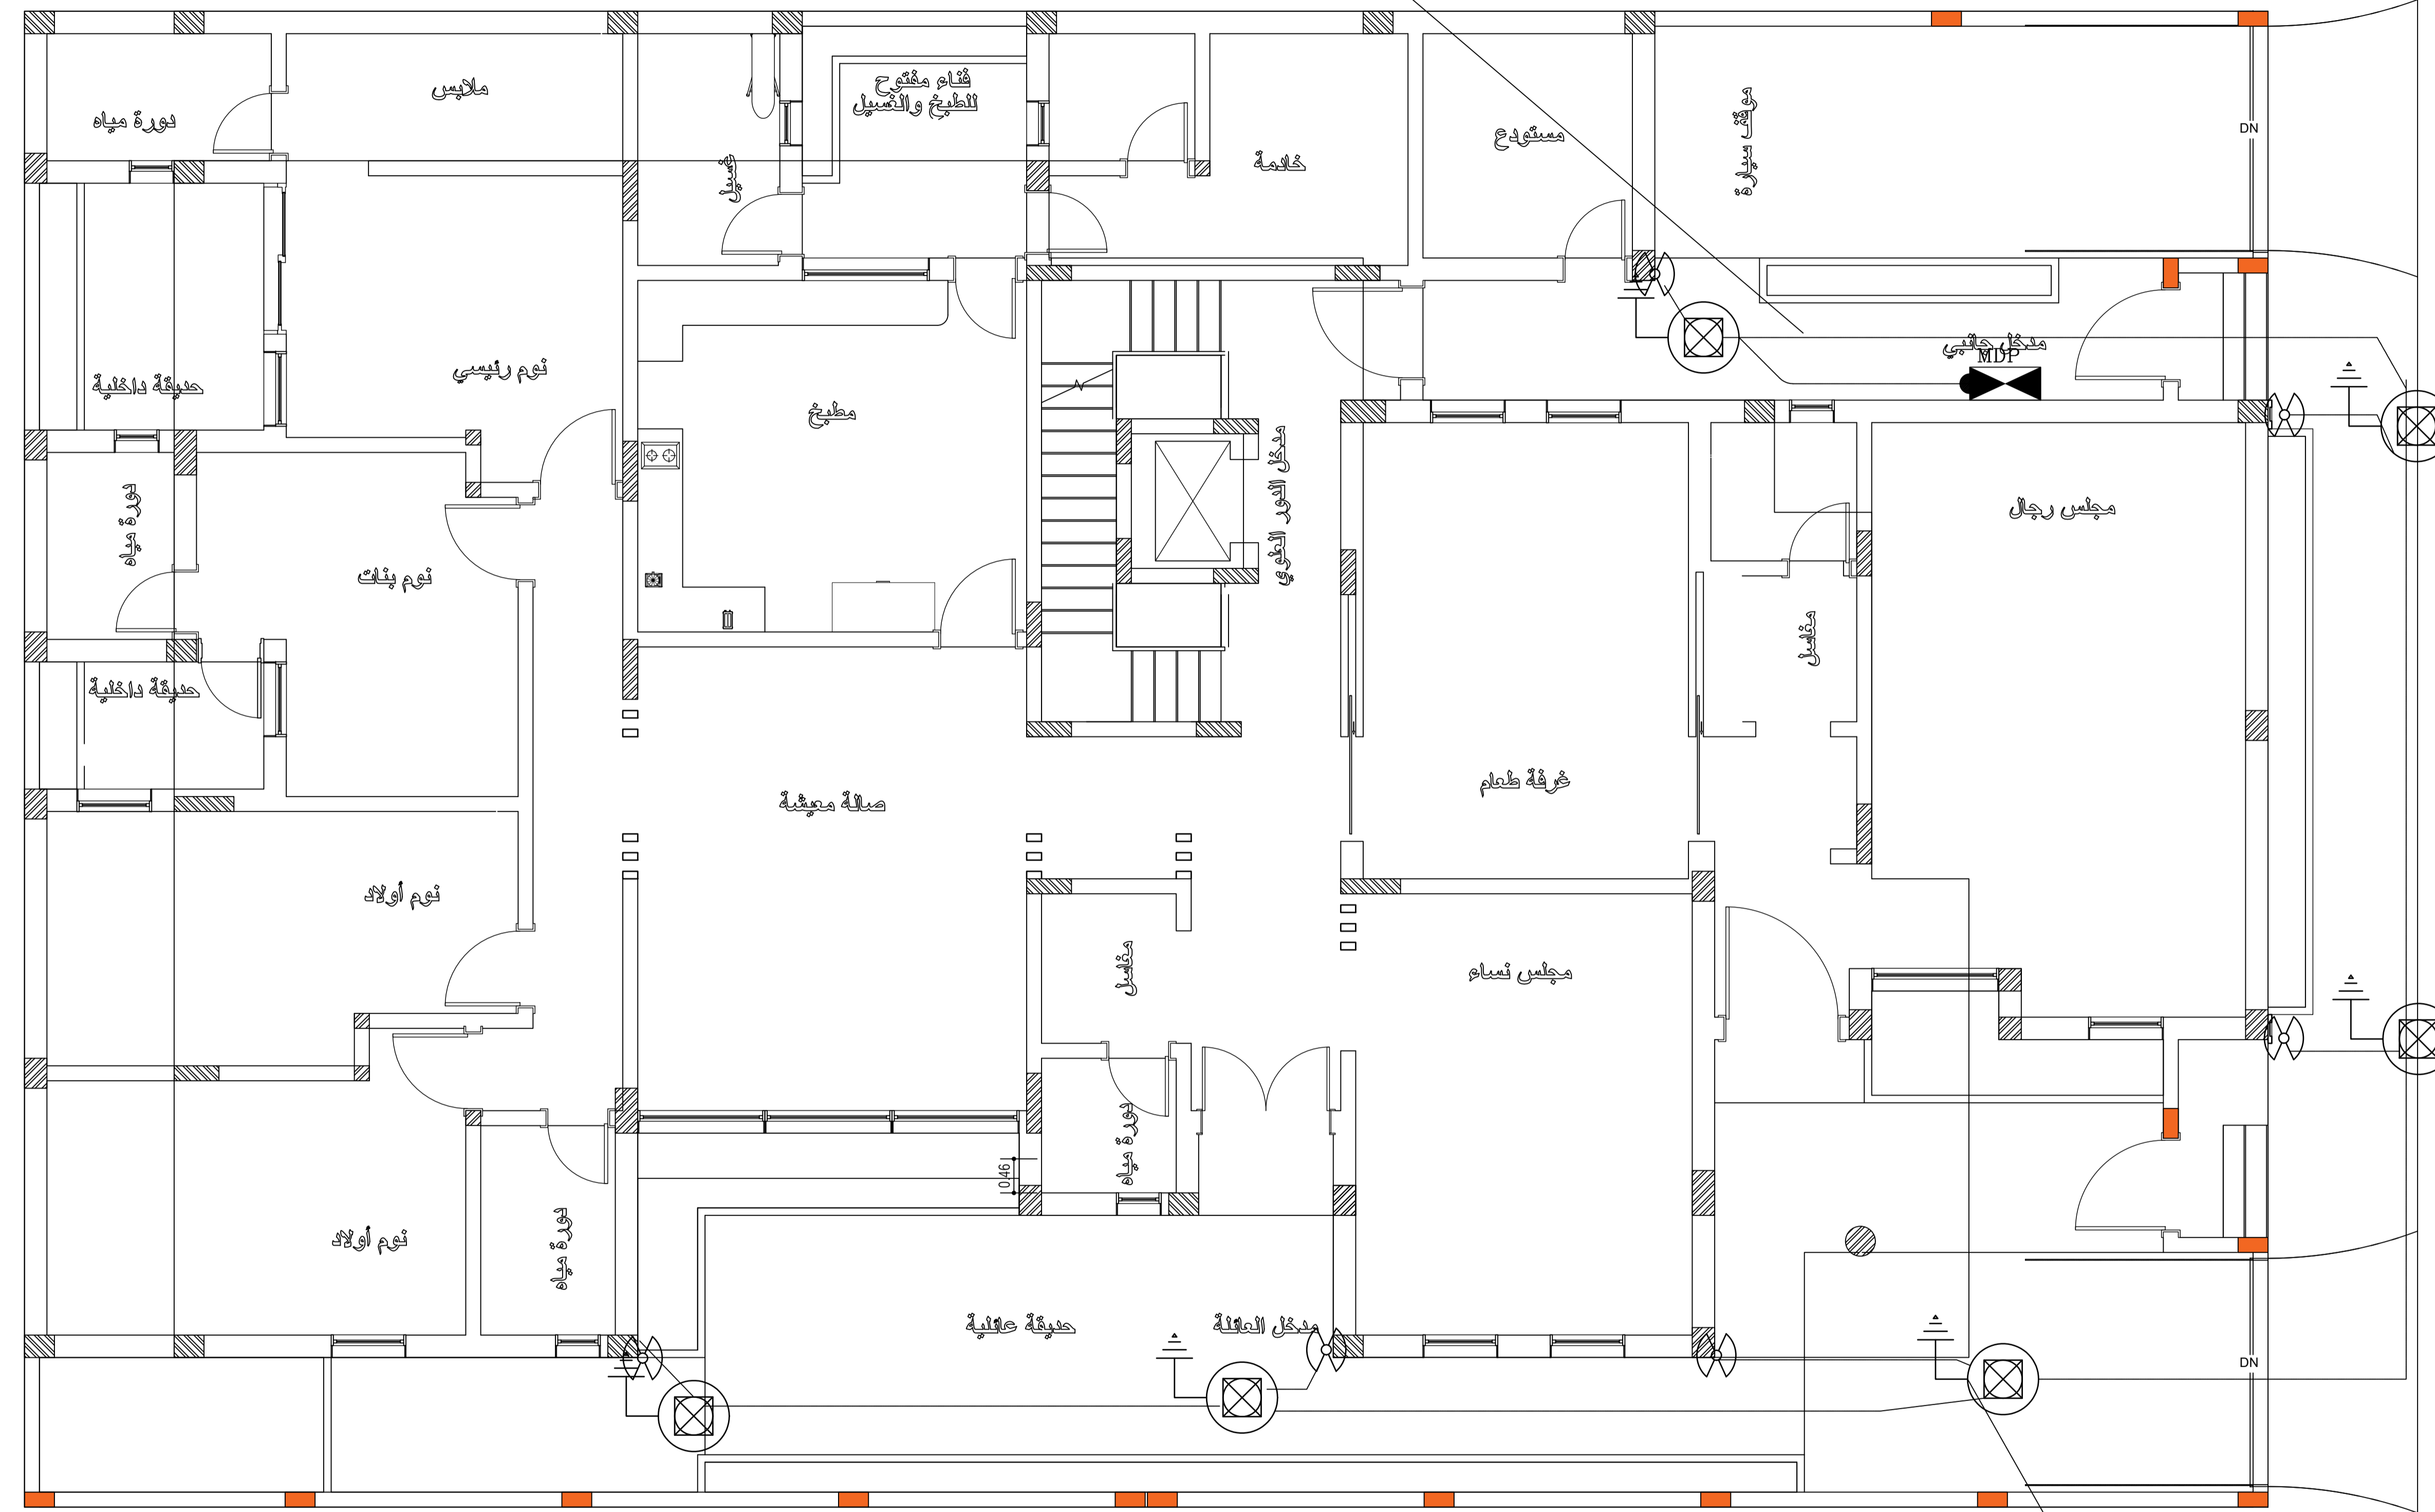 ملابس
دورة مياه
فناء مفتوح
للطبخ والغسيل
غسيل
خادمة
مستودع
موقف سيارة
DN
حديقة داخلية
نوم رئيسي
مطبخ
مدخل الدور العلوي
مدخل جانبي
MDP
مجلس رجال
دورة مياه
نوم بنات
مغاسل
حديقة داخلية
صالة معيشة
غرفة طعام
نوم أولاد
مغاسل
مجلس نساء
دورة مياه
0.46
نوم أولاد
دورة مياه
حديقة عائلية
مدخل العائلة
DN